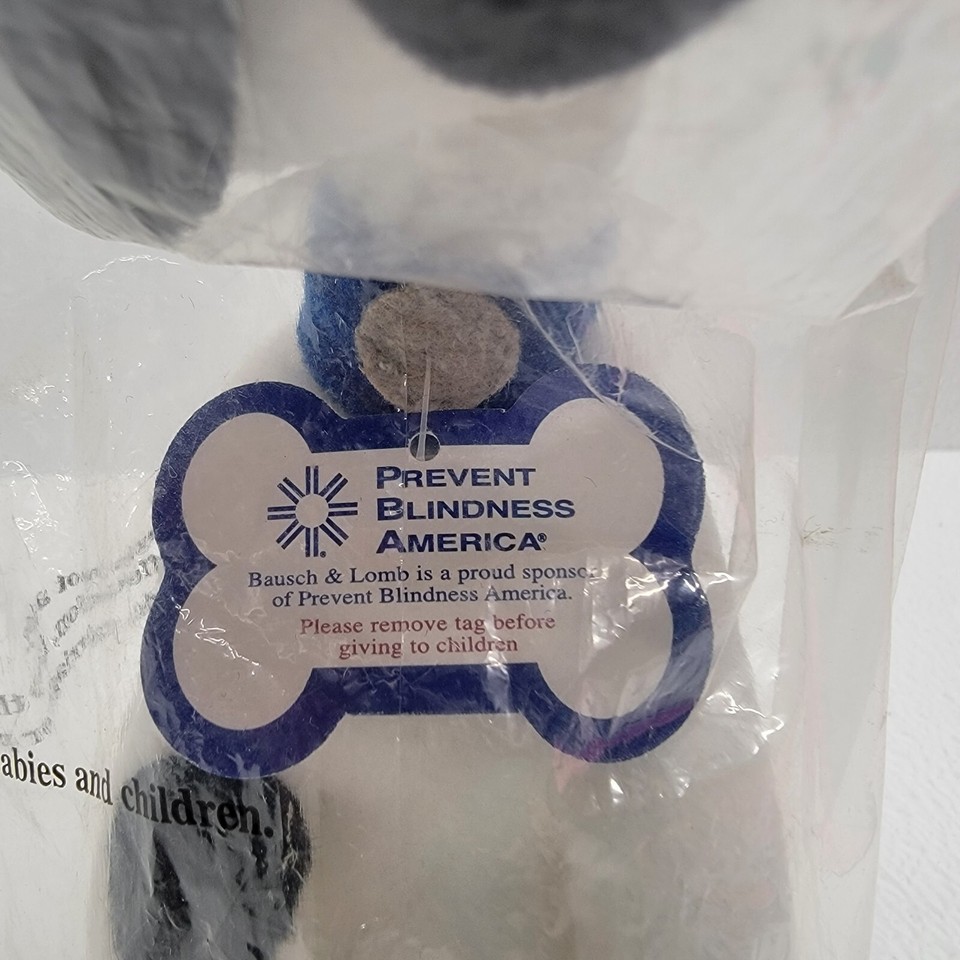 PREVENT
BLINDNESS
AMERICA®
Bausch & Lomb is a proud sponsor
of Prevent Blindness America.
Please remove tag before
giving to children
and children.